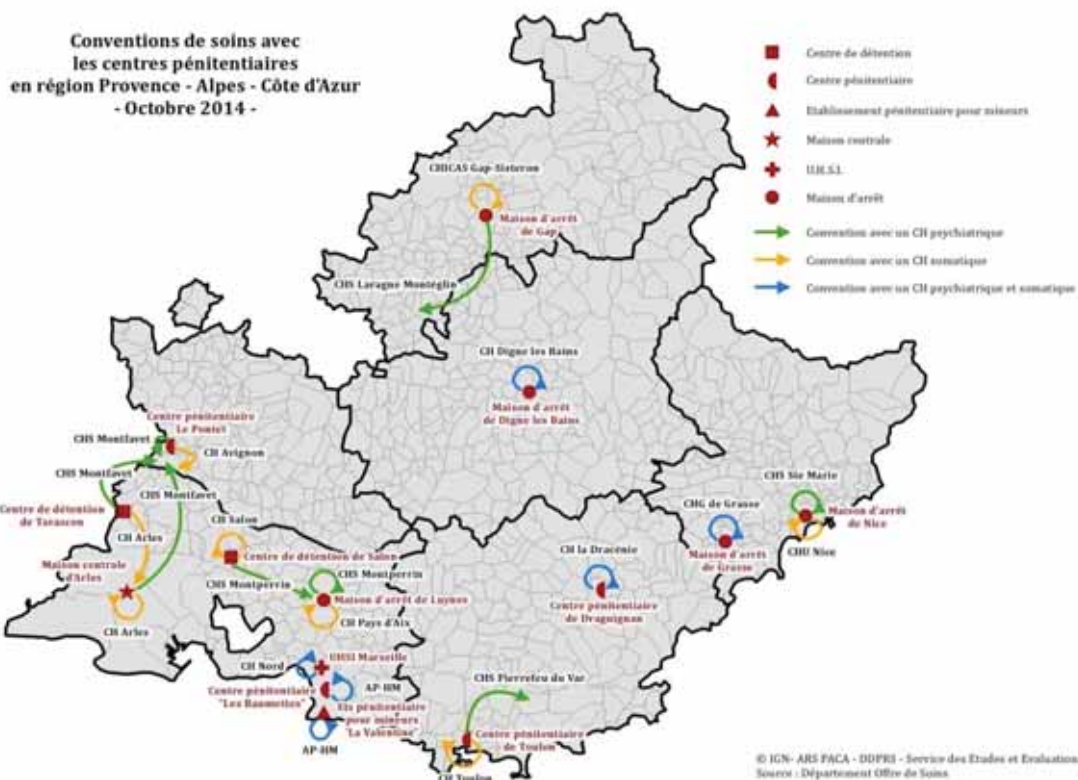 Conventions de soins avec
les centres pénitentiaires
en région Provence - Alpes - Côte d'Azur
- Octobre 2014 -
Centre de détention
Centre pénitentiaire
Etablissement pénitentiaire pour mineurs
Maison centrale
U.H.S.I.
Maison d'arrêt
Convention avec un CH psychiatrique
Convention avec un CH somatique
Convention avec un CH psychiatrique et somatique
CHICAS Gap-Sisteron
Maison d'arrêt
de Gap
CHS Laragne Montéglin
CH Digne les Bains
Maison d'arrêt
de Digne les Bains
Centre pénitentiaire
Le Pontet
CHS Montfavet
CH Avignon
CHS Montfavet
CHS Montfavet
Centre de détention
de Tarascon
CH Arles
Maison centrale
d'Arles
CH Arles
CH Salon
Centre de détention de Salon
CHS Montperrin
CHS Montperrin
Maison d'arrêt de Luynes
CH Pays d'Aix
CHS Ste Marie
Maison d'arrêt
de Nice
CHU Nice
CHG de Grasse
Maison d'arrêt
de Grasse
CH la Dracénie
Centre pénitentiaire
de Draguignan
CH Nord
UHSI Marseille
Centre pénitentiaire
"Les Baumettes"
AP-HM
Ets pénitentiaire
pour mineurs
"La Valentine"
AP-HM
CHS Pierrefeu du Var
Centre pénitentiaire
de Toulon
CH Toulon
© IGN- ARS PACA - DDPRS - Service des Etudes et Evaluation
Source : Département Offre de Soins